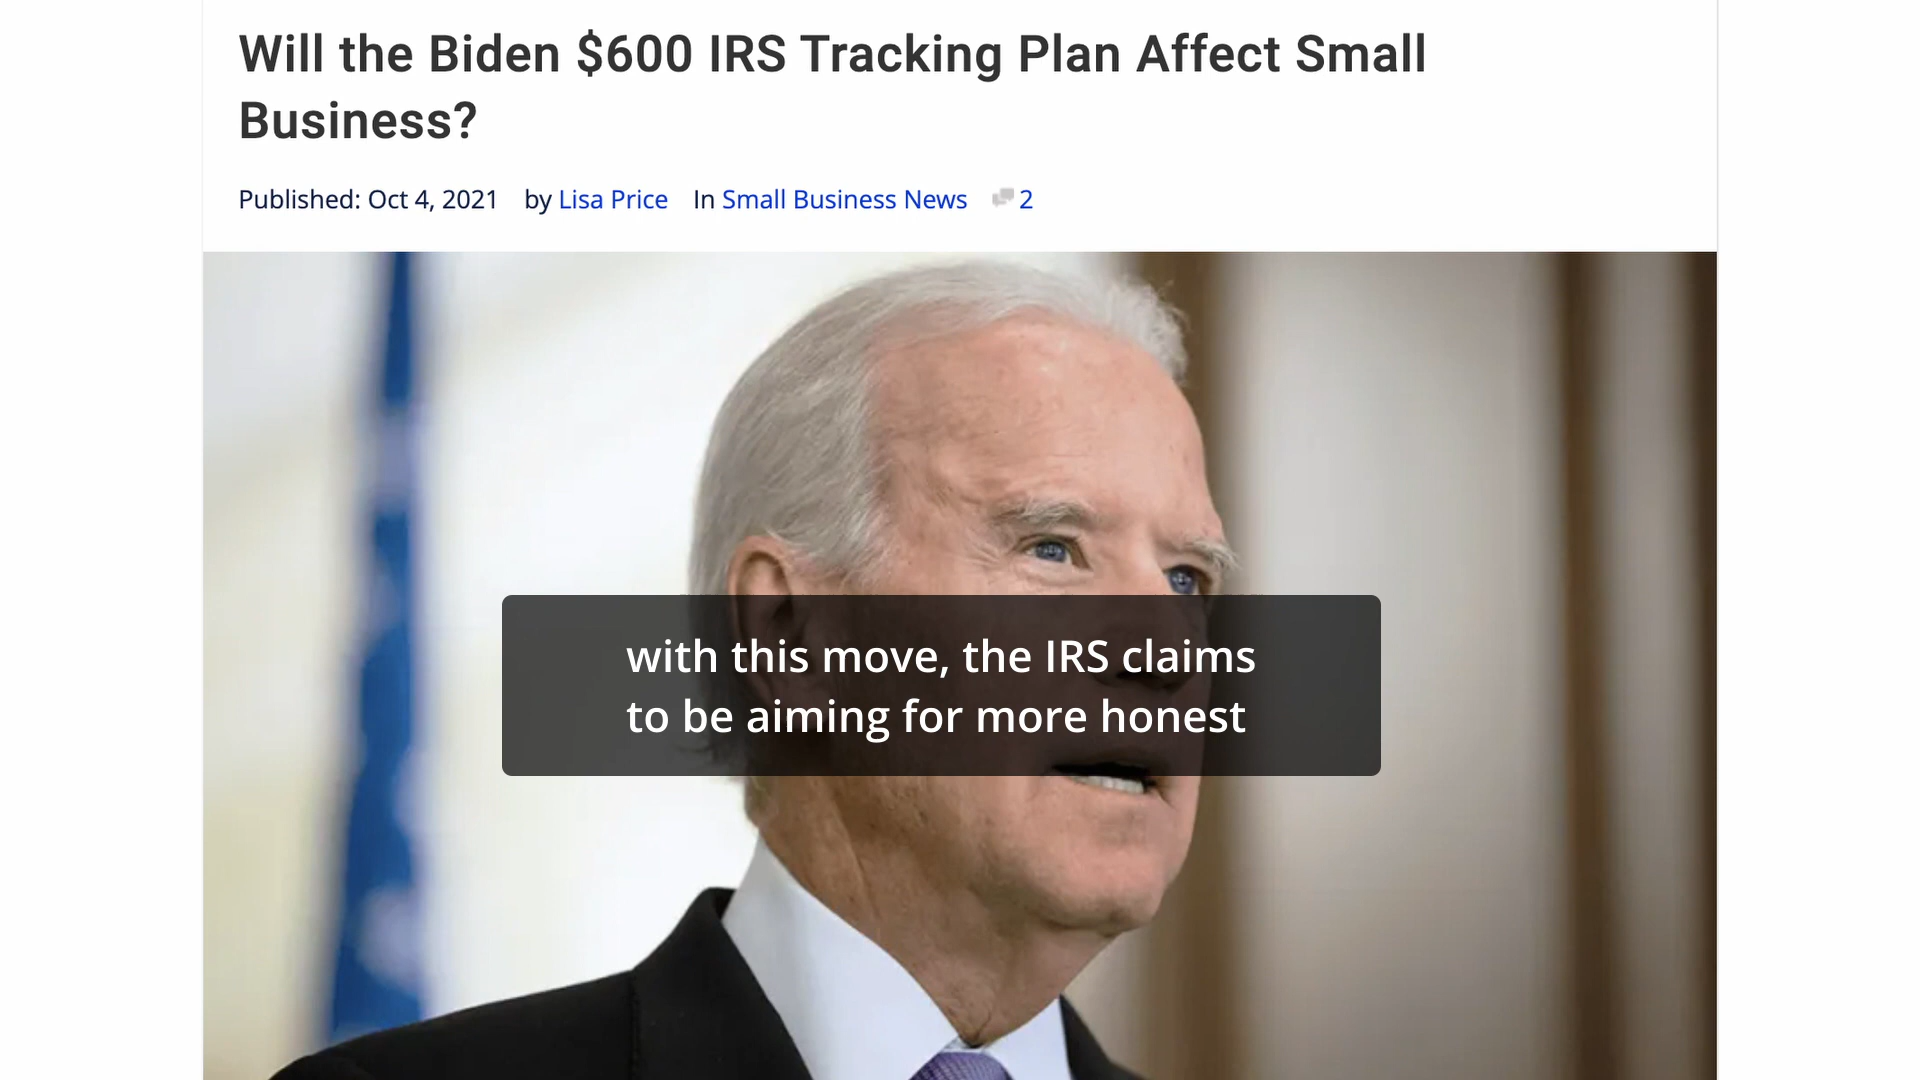 Will the Biden $600 IRS Tracking Plan Affect Small
Business?
Published: Oct 4, 2021 by Lisa Price In Small Business News 2
with this move, the IRS claims
to be aiming for more honest